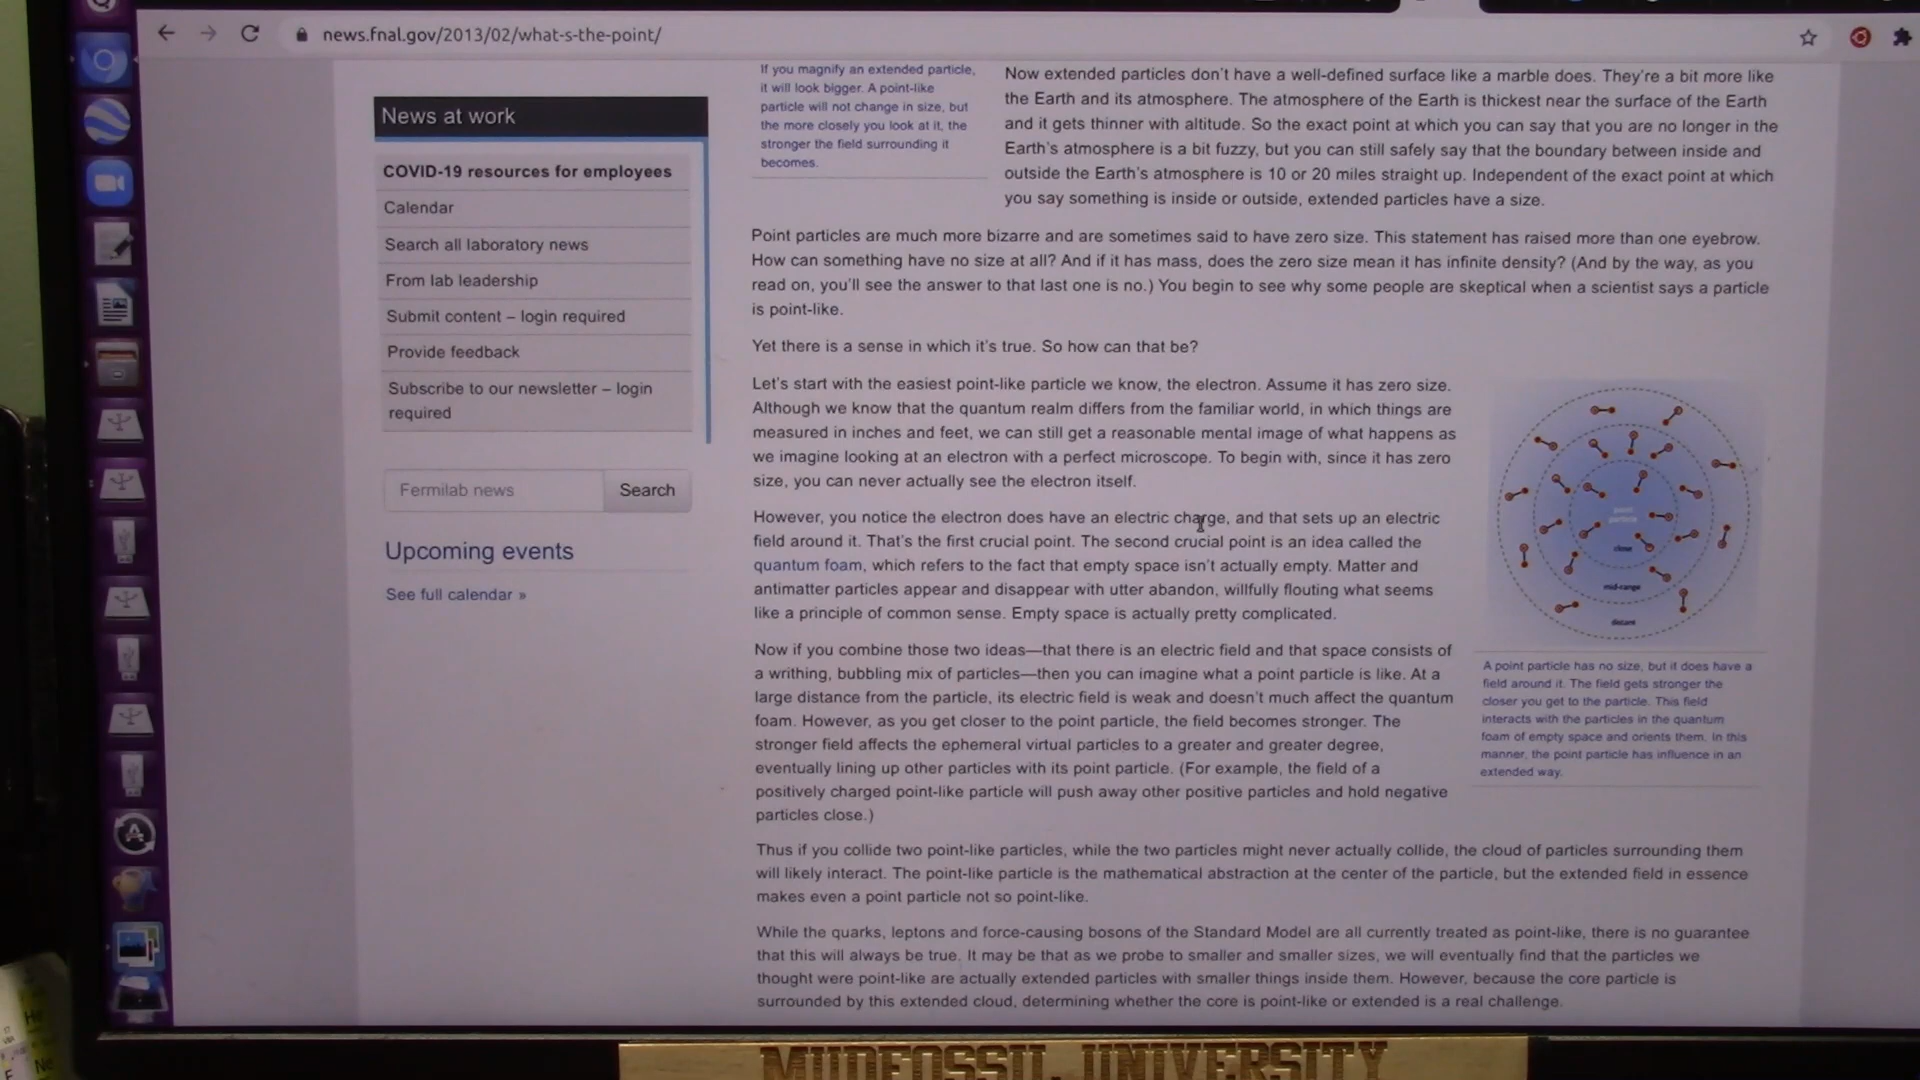 news.fnal.gov/2013/02/what-s-the-point/
News at work
COVID-19 resources for employees
Calendar
Search all laboratory news
From lab leadership
Submit content – login required
Provide feedback
Subscribe to our newsletter – login
required
Fermilab news
Search
Upcoming events
See full calendar »
If you magnify an extended particle,
it will look bigger. A point-like
particle will not change in size, but
the more closely you look at it, the
stronger the field surrounding it
becomes.
Now extended particles don't have a well-defined surface like a marble does. They're a bit more like
the Earth and its atmosphere. The atmosphere of the Earth is thickest near the surface of the Earth
and it gets thinner with altitude. So the exact point at which you can say that you are no longer in the
Earth's atmosphere is a bit fuzzy, but you can still safely say that the boundary between inside and
outside the Earth's atmosphere is 10 or 20 miles straight up. Independent of the exact point at which
you say something is inside or outside, extended particles have a size.
Point particles are much more bizarre and are sometimes said to have zero size. This statement has raised more than one eyebrow.
How can something have no size at all? And if it has mass, does the zero size mean it has infinite density? (And by the way, as you
read on, you'll see the answer to that last one is no.) You begin to see why some people are skeptical when a scientist says a particle
is point-like.
Yet there is a sense in which it's true. So how can that be?
Let's start with the easiest point-like particle we know, the electron. Assume it has zero size.
Although we know that the quantum realm differs from the familiar world, in which things are
measured in inches and feet, we can still get a reasonable mental image of what happens as
we imagine looking at an electron with a perfect microscope. To begin with, since it has zero
size, you can never actually see the electron itself.
However, you notice the electron does have an electric charge, and that sets up an electric
field around it. That's the first crucial point. The second crucial point is an idea called the
quantum foam, which refers to the fact that empty space isn't actually empty. Matter and
antimatter particles appear and disappear with utter abandon, willfully flouting what seems
like a principle of common sense. Empty space is actually pretty complicated.
Now if you combine those two ideas—that there is an electric field and that space consists of
a writhing, bubbling mix of particles—then you can imagine what a point particle is like. At a
large distance from the particle, its electric field is weak and doesn't much affect the quantum
foam. However, as you get closer to the point particle, the field becomes stronger. The
stronger field affects the ephemeral virtual particles to a greater and greater degree,
eventually lining up other particles with its point particle. (For example, the field of a
positively charged point-like particle will push away other positive particles and hold negative
particles close.)
point
particle
close
mid-range
distant
A point particle has no size, but it does have a
field around it. The field gets stronger the
closer you get to the particle. This field
interacts with the particles in the quantum
foam of empty space and orients them. In this
manner, the point particle has influence in an
extended way.
Thus if you collide two point-like particles, while the two particles might never actually collide, the cloud of particles surrounding them
will likely interact. The point-like particle is the mathematical abstraction at the center of the particle, but the extended field in essence
makes even a point particle not so point-like.
While the quarks, leptons and force-causing bosons of the Standard Model are all currently treated as point-like, there is no guarantee
that this will always be true. It may be that as we probe to smaller and smaller sizes, we will eventually find that the particles we
thought were point-like are actually extended particles with smaller things inside them. However, because the core particle is
surrounded by this extended cloud, determining whether the core is point-like or extended is a real challenge.
MUDFOSSIL UNIVERSITY